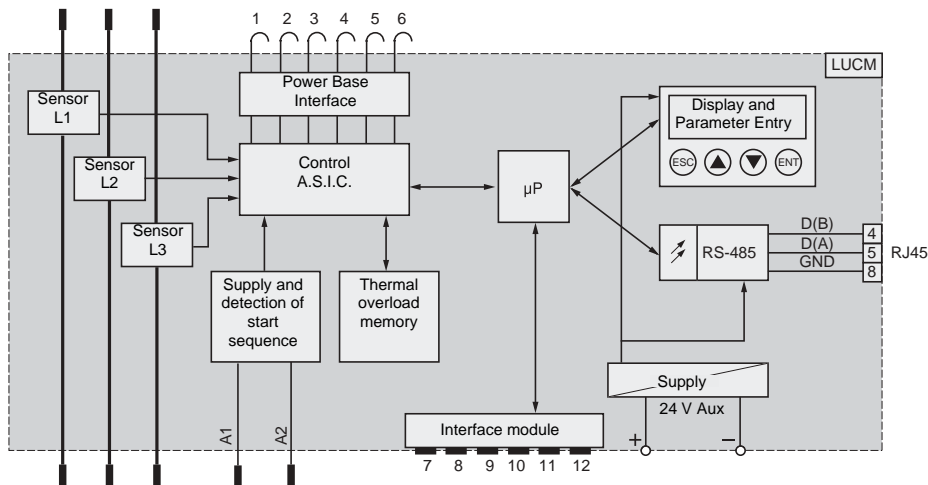 1 2 3 4 5 6
LUCM
Power Base
Interface
Sensor
L1
Display and
Parameter Entry
ESC
ENT
Control
A.S.I.C.
Sensor
L2
µP
Sensor
L3
RS-485
D(B)
4
D(A)
5
RJ45
GND
8
Supply and
detection of
start
sequence
Thermal
overload
memory
Supply
24 V Aux
A1
A2
Interface module
+
−
7 8 9 10 11 12